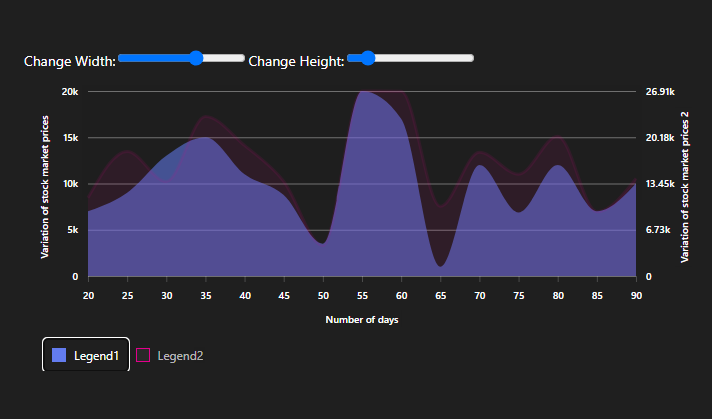 Change Width: Change Height:
20k
15k
10k
5k
0
Variation of stock market prices
26.91k
20.18k
13.45k
6.73k
0
Variation of stock market prices 2
20 25 30 35 40 45 50 55 60 65 70 75 80 85 90
Number of days
Legend1 Legend2